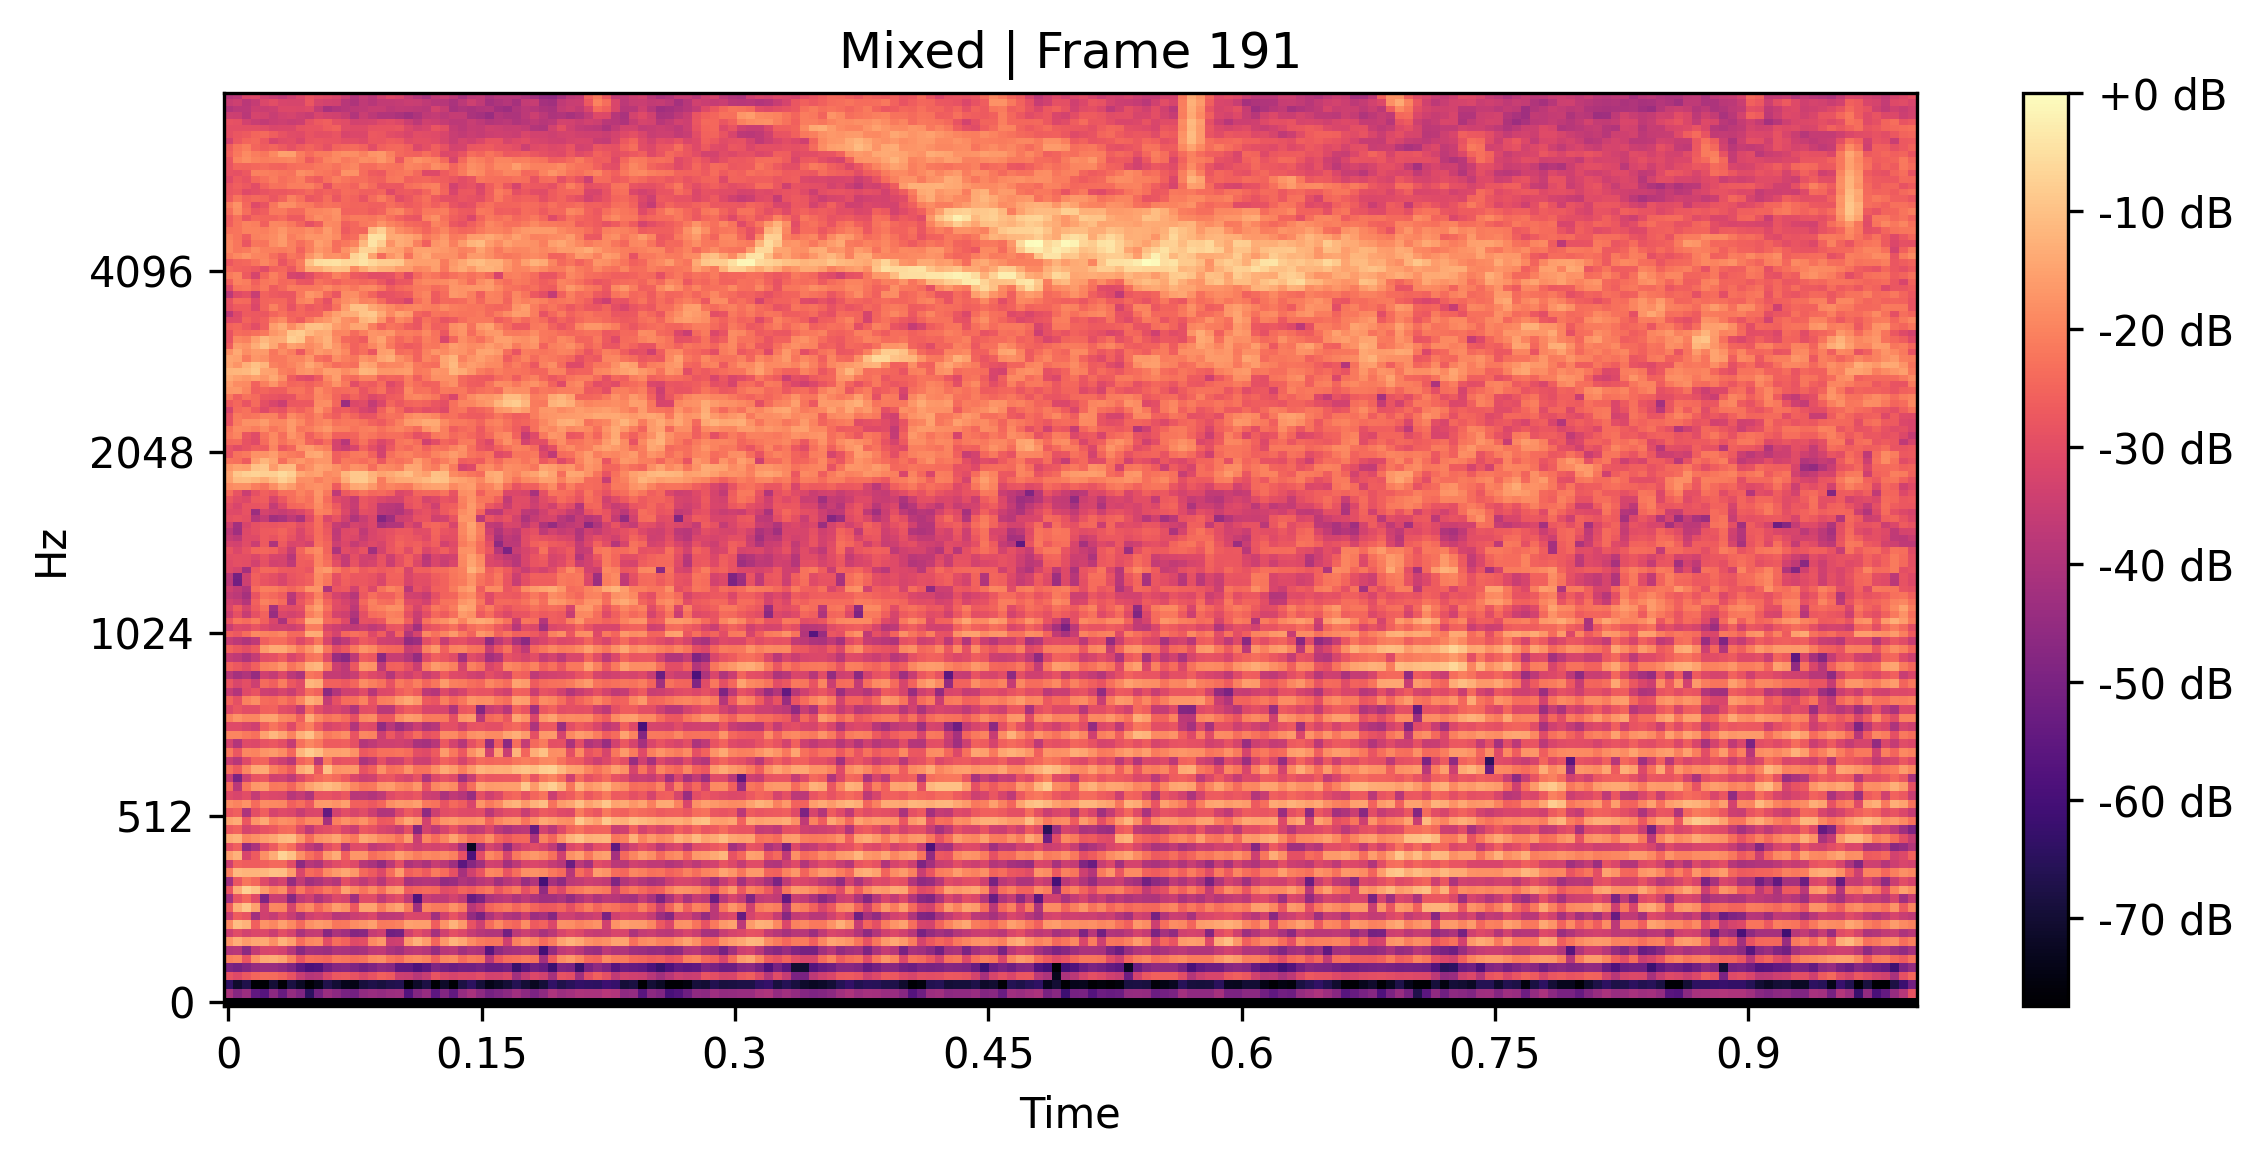 Mixed | Frame 191
+0 dB
-10 dB
-20 dB
-30 dB
-40 dB
-50 dB
-60 dB
-70 dB
Hz
4096
2048
1024
512
0
0 0.15 0.3 0.45 0.6 0.75 0.9
Time